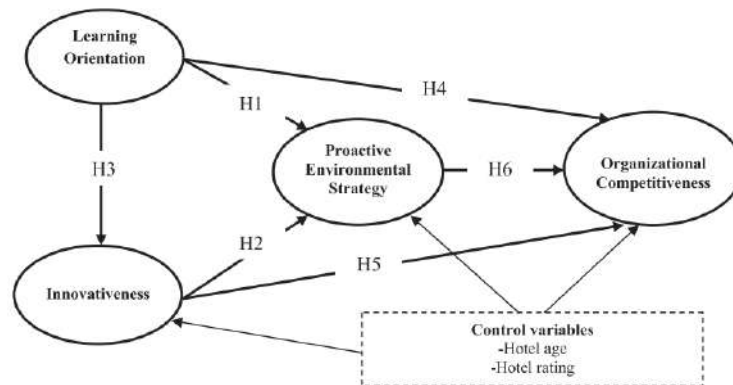 Learning
Orientation
H4
H1
H3
Proactive
Environmental
Strategy
H6
Organizational
Competitiveness
H2
H5
Innovativeness
Control variables
-Hotel age
-Hotel rating